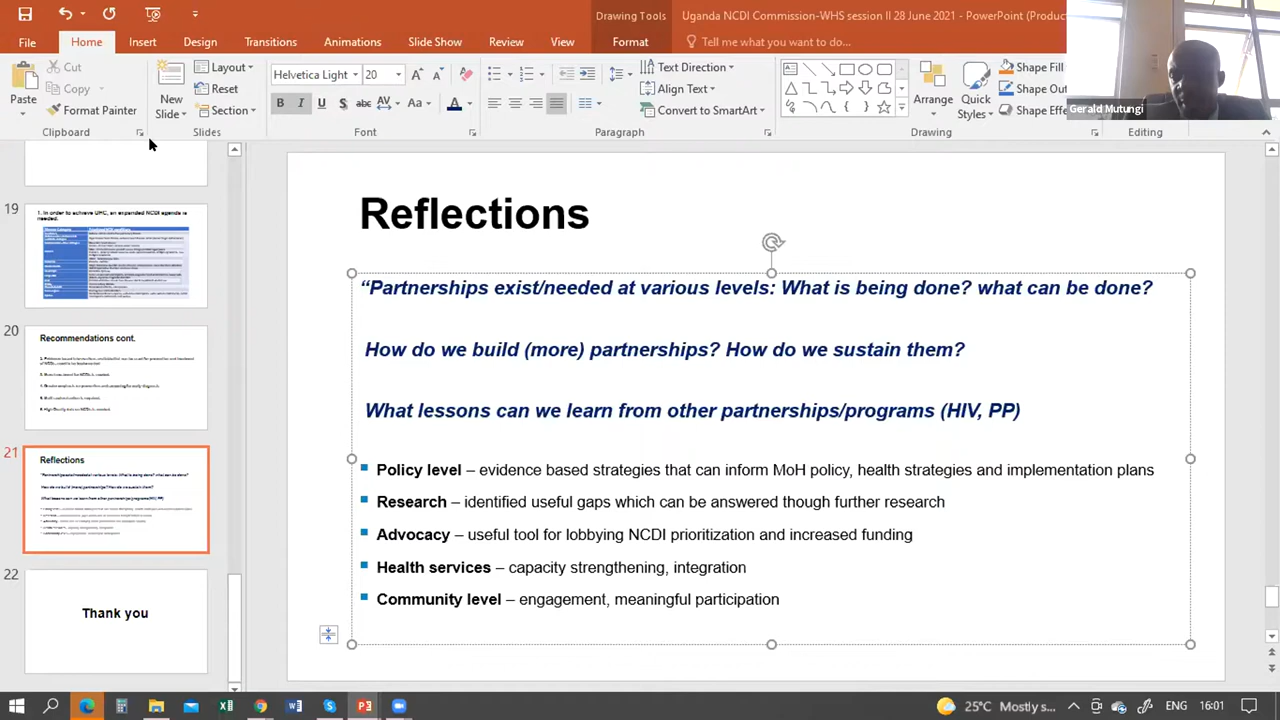 Drawing Tools
Uganda NCDI Commission-WHS session II 28 June 2021 - PowerPoint (Produc
File Home Insert Design Transitions Animations Slide Show Review View Format Tell me what you want to do...
Paste
Cut
Copy
Format Painter
Clipboard
New Slide
Layout
Reset
Section
Slides
Helvetica Light 20
B I U S abc AV Aa A
Font
Text Direction
Align Text
Convert to SmartArt
Paragraph
Arrange
Quick Styles
Shape Fill
Shape Out
Shape Effe
Drawing
Editing
Gerald Mutungi
19
1. In order to achieve UHC, an expanded NCDI agenda is needed.
20
Recommendations cont.
21
Reflections
22
Thank you
Reflections
“Partnerships exist/needed at various levels: What is being done? what can be done?
How do we build (more) partnerships? How do we sustain them?
What lessons can we learn from other partnerships/programs (HIV, PP)
Policy level – evidence based strategies that can inform MoH policy, health strategies and implementation plans
Research – identified useful gaps which can be answered though further research
Advocacy – useful tool for lobbying NCDI prioritization and increased funding
Health services – capacity strengthening, integration
Community level – engagement, meaningful participation
25°C Mostly s... ENG 16:01